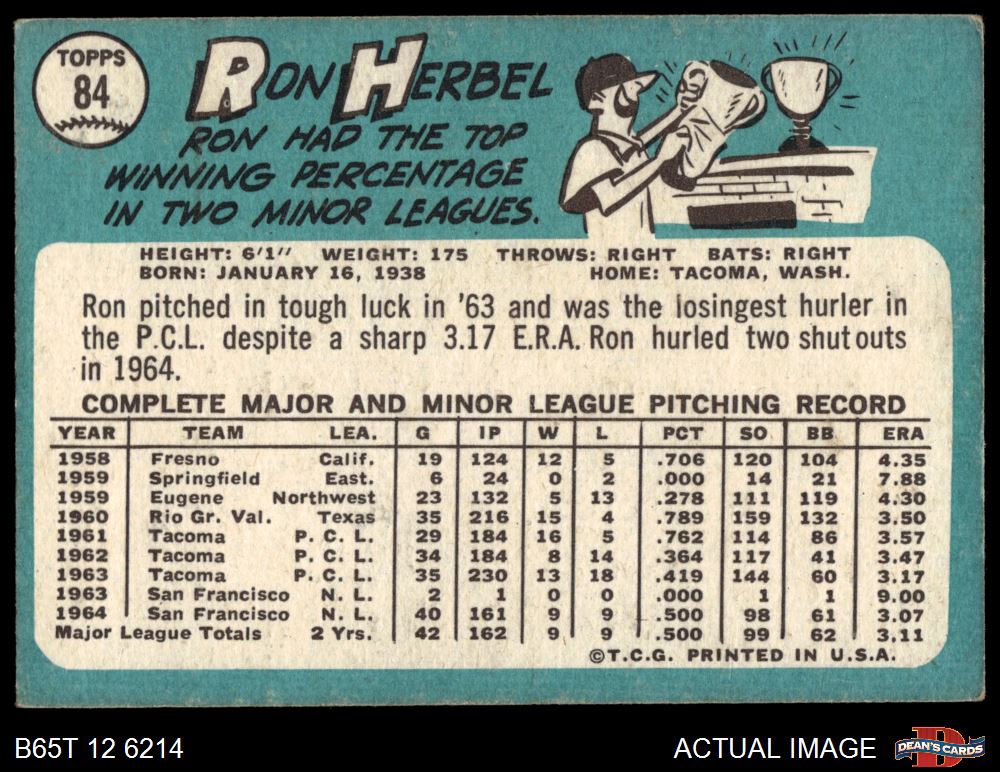 TOPPS
84
RON HERBEL
RON HAD THE TOP
WINNING PERCENTAGE
IN TWO MINOR LEAGUES.
HEIGHT: 6'1" WEIGHT: 175 THROWS: RIGHT BATS: RIGHT
BORN: JANUARY 16, 1938 HOME: TACOMA, WASH.
Ron pitched in tough luck in '63 and was the losingest hurler in
the P.C.L. despite a sharp 3.17 E.R.A. Ron hurled two shutouts
in 1964.
COMPLETE MAJOR AND MINOR LEAGUE PITCHING RECORD
YEAR TEAM LEA. G IP W L PCT SO BB ERA
1958 Fresno Calif. 19 124 12 5 .706 120 104 4.35
1959 Springfield East. 6 24 0 2 .000 14 21 7.88
1959 Eugene Northwest 23 132 5 13 .278 111 119 4.30
1960 Rio Gr. Val. Texas 35 216 15 4 .789 159 132 3.50
1961 Tacoma P. C. L. 29 184 16 5 .762 114 86 3.57
1962 Tacoma P. C. L. 34 184 8 14 .364 117 41 3.47
1963 Tacoma P. C. L. 35 230 13 18 .419 144 60 3.17
1963 San Francisco N. L. 2 1 0 0 .000 1 1 9.00
1964 San Francisco N. L. 40 161 9 9 .500 98 61 3.07
Major League Totals 2 Yrs. 42 162 9 9 .500 99 62 3.11
©T.C.G. PRINTED IN U.S.A.
B65T 12 6214 ACTUAL IMAGE DEAN'S CARDS